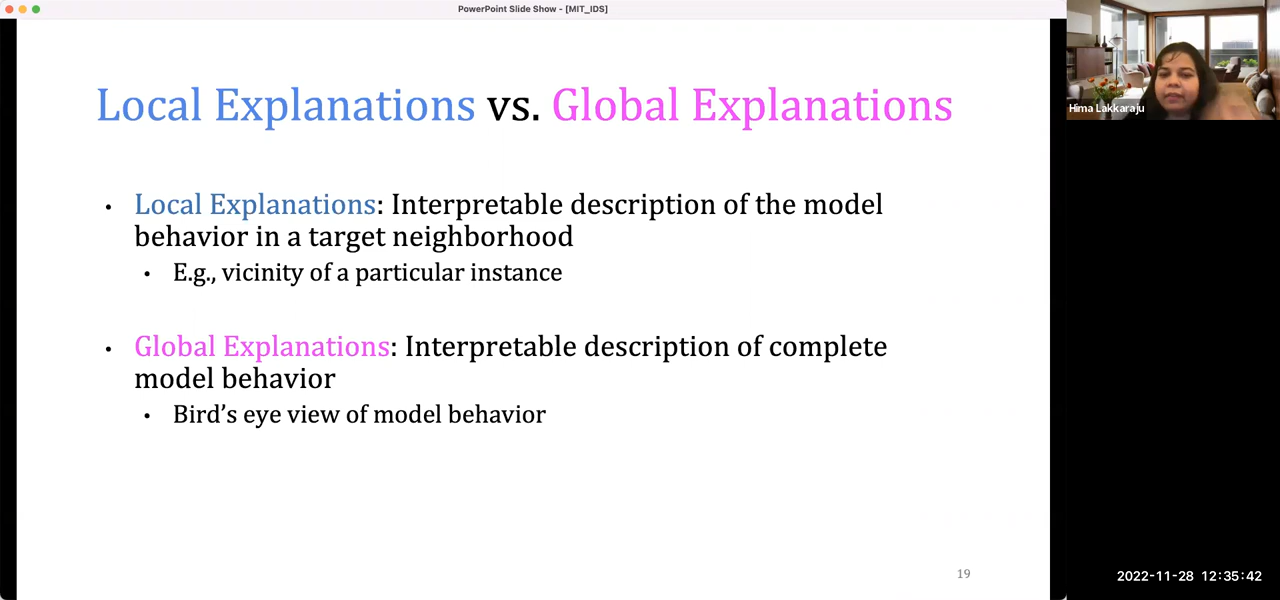 PowerPoint Slide Show - [MIT_IDS]
Local Explanations vs. Global Explanations
• Local Explanations: Interpretable description of the model
behavior in a target neighborhood
• E.g., vicinity of a particular instance
• Global Explanations: Interpretable description of complete
model behavior
• Bird’s eye view of model behavior
19
Hima Lakkaraju
2022-11-28 12:35:42